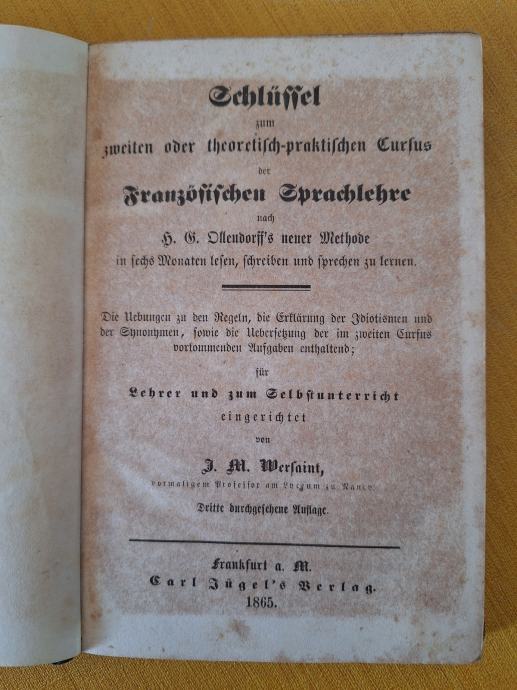 Schlüssel
zum
zweiten oder theoretisch-praktischen Cursus
der
Französischen Sprachlehre
nach
H. G. Ollendorff's neuer Methode
in sechs Monaten lesen, schreiben und sprechen zu lernen.
Die Uebungen zu den Regeln, die Erklärung der Idiotismen und
der Synonymen, sowie die Uebersetzung der im zweiten Cursus
vorkommenden Aufgaben enthaltend;
für
Lehrer und zum Selbstunterricht
eingerichtet
von
J. M. Wersaint,
vormaligem Professor am Lyceum zu Nancy.
Dritte durchgesehene Auflage.
Frankfurt a. M.
Carl Jügel's Verlag.
1865.